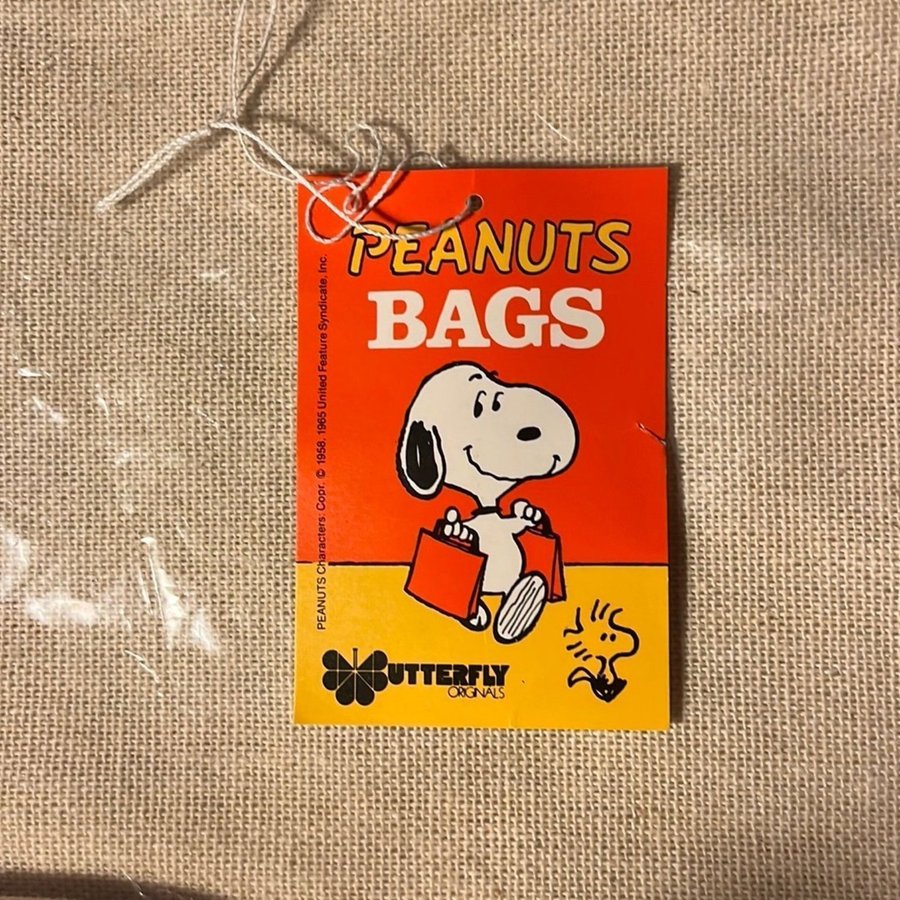 PEANUTS
BAGS
PEANUTS Characters: Copr. © 1958, 1965 United Feature Syndicate, Inc.
BUTTERFLY
ORIGINALS